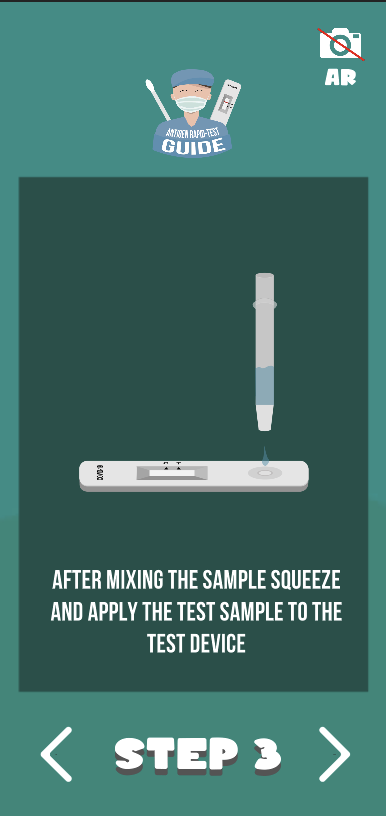 AR
ANTIGEN RAPID-TEST
GUIDE
C T
AFTER MIXING THE SAMPLE SQUEEZE
AND APPLY THE TEST SAMPLE TO THE
TEST DEVICE
STEP 3